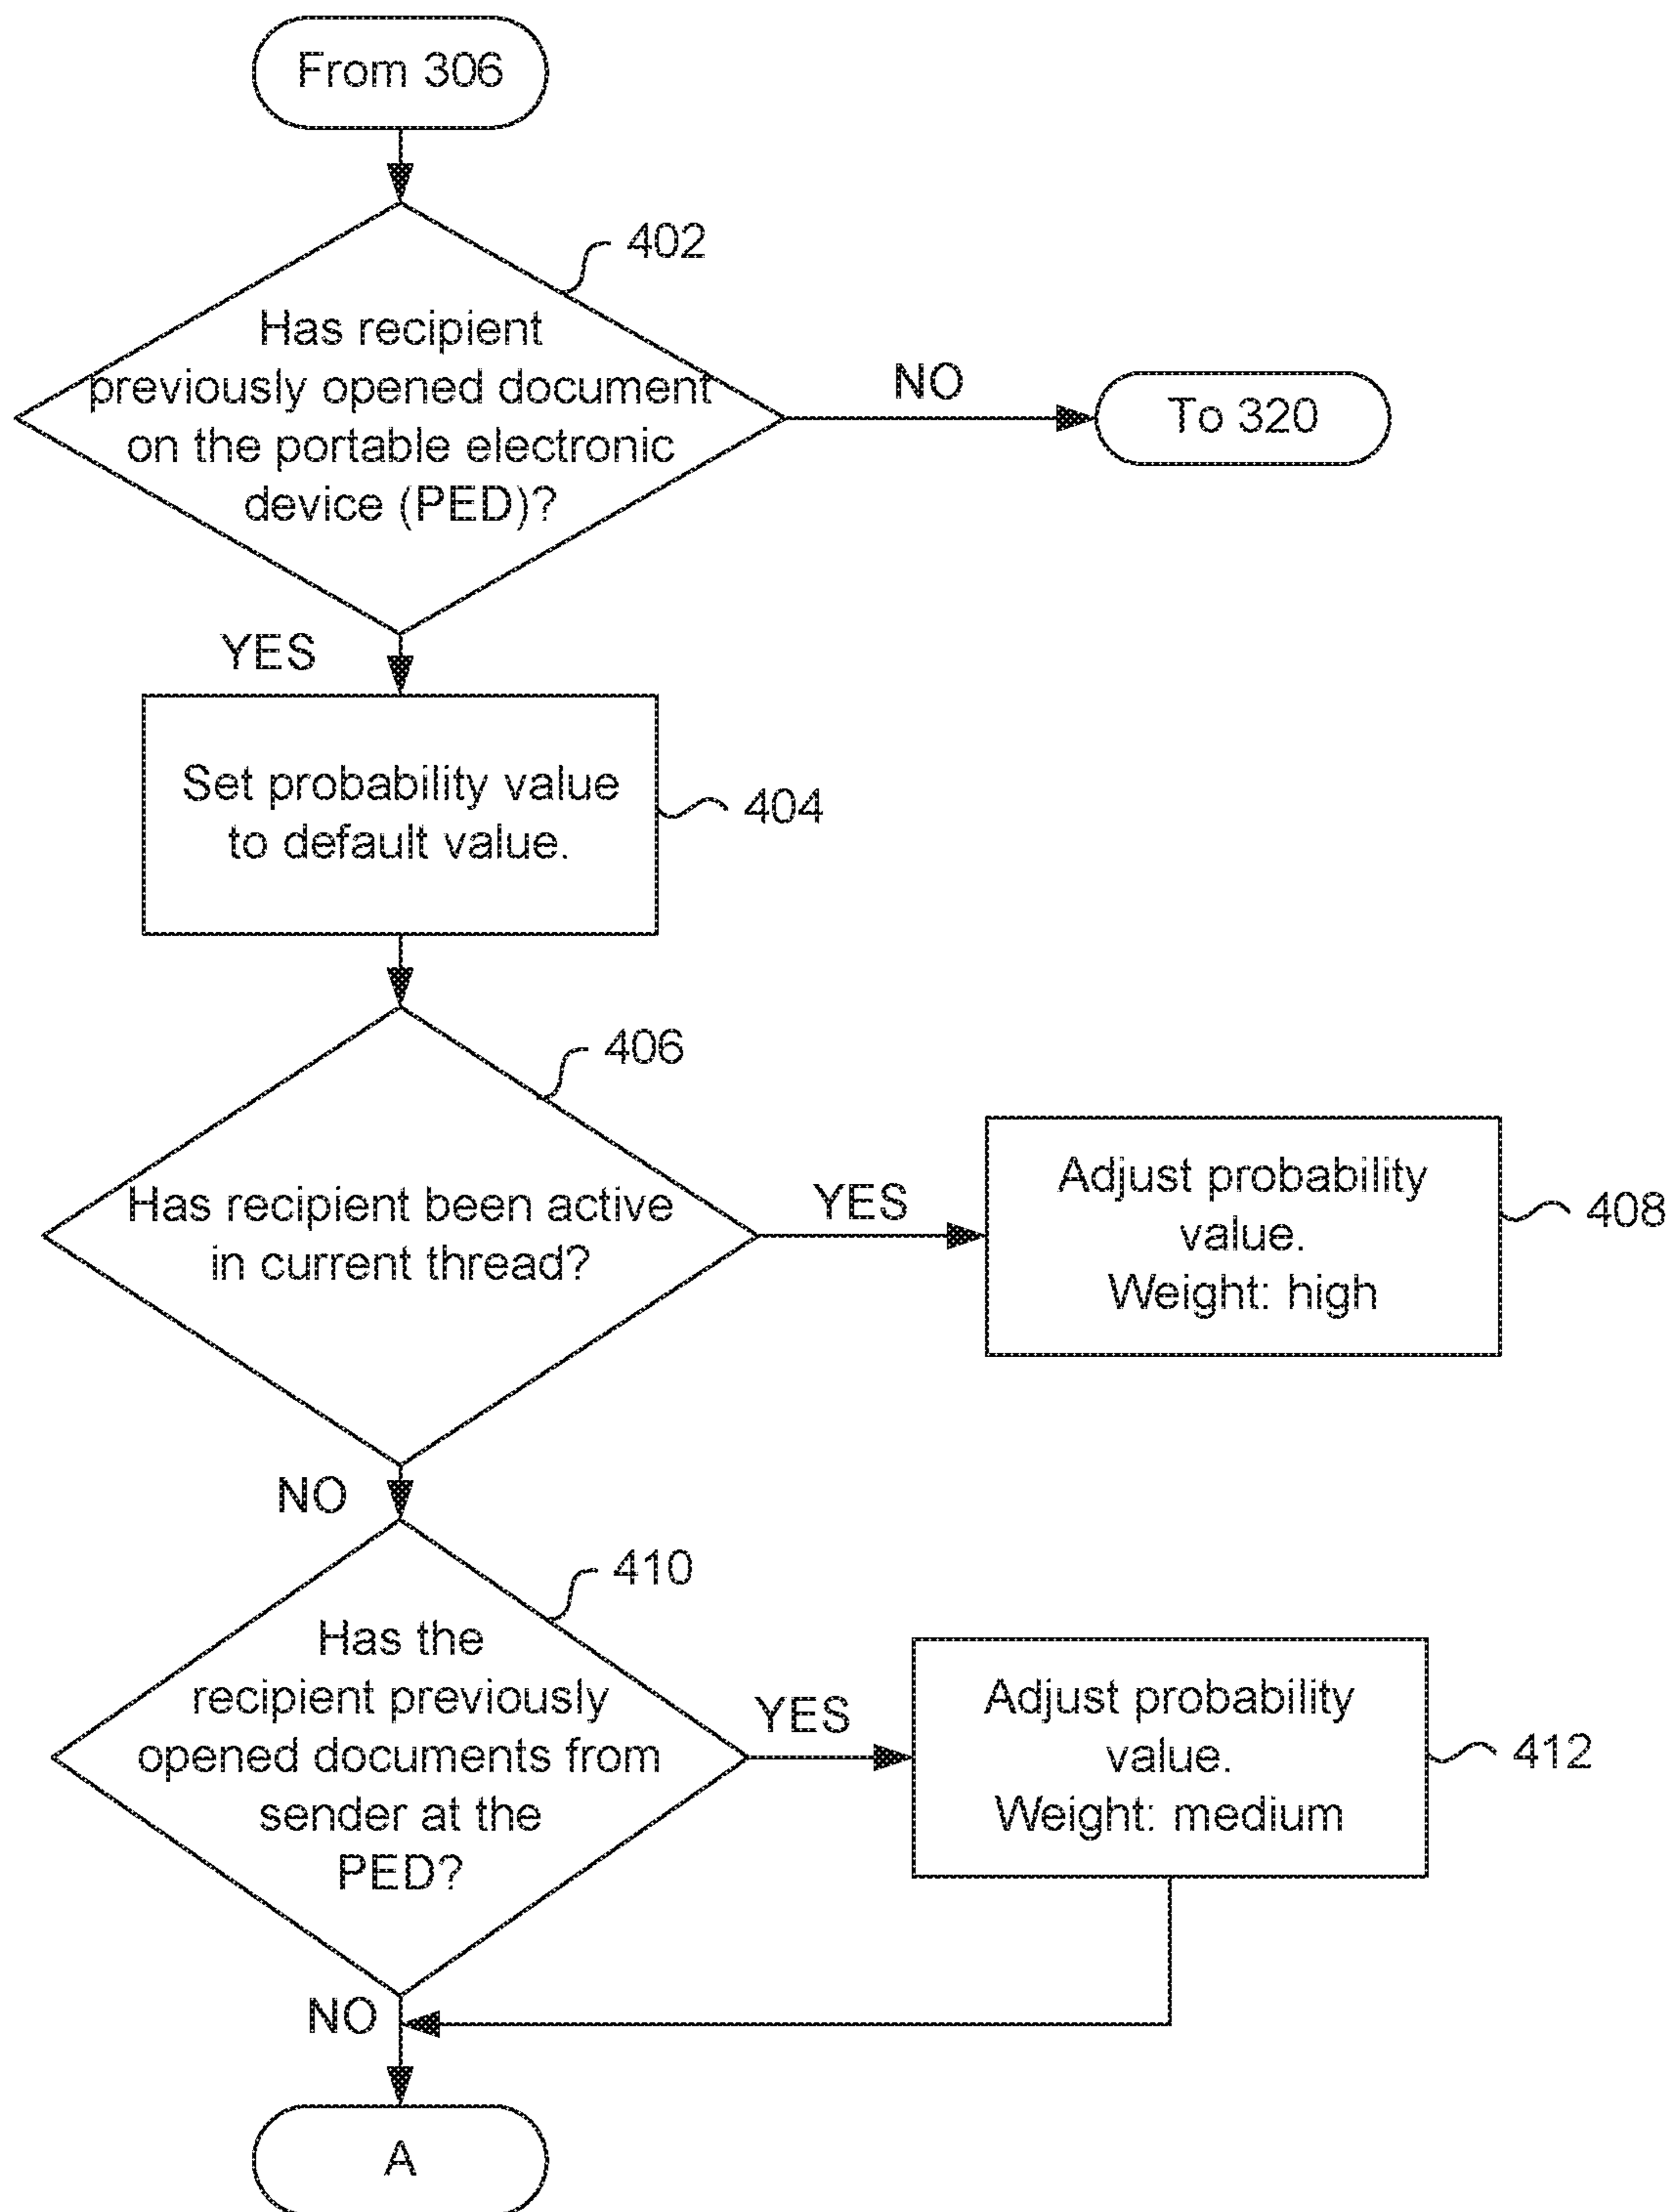 From 306
402
Has recipient
previously opened document
on the portable electronic
device (PED)?
NO
To 320
YES
Set probability value
to default value.
404
406
Has recipient been active
in current thread?
YES
Adjust probability
value.
Weight: high
408
NO
410
Has the
recipient previously
opened documents from
sender at the
PED?
YES
Adjust probability
value.
Weight: medium
412
NO
A